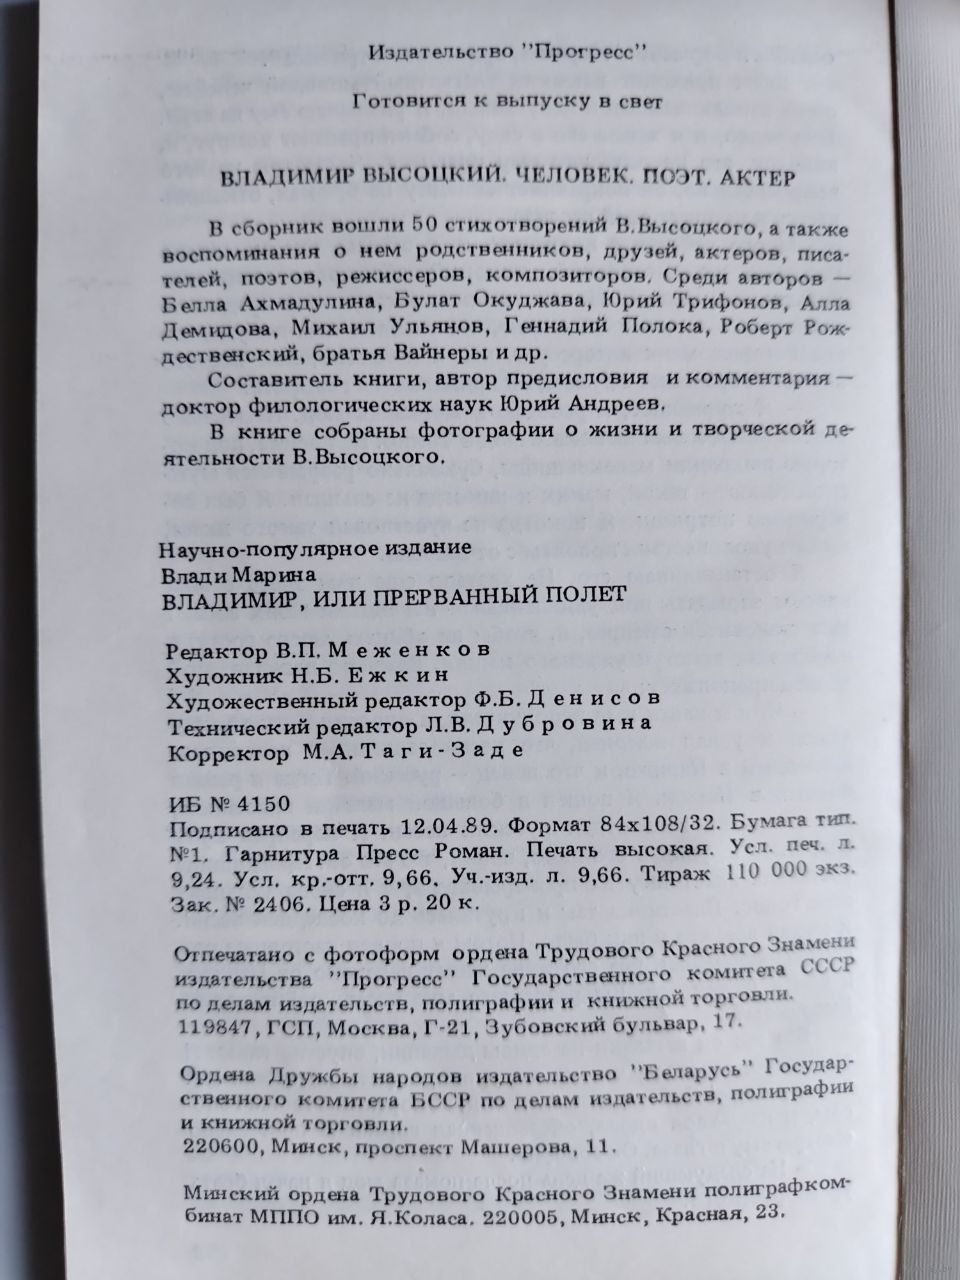 Издательство "Прогресс"
Готовится к выпуску в свет
ВЛАДИМИР ВЫСОЦКИЙ. ЧЕЛОВЕК. ПОЭТ. АКТЕР
В сборник вошли 50 стихотворений В.Высоцкого, а также
воспоминания о нем родственников, друзей, актеров, писа-
телей, поэтов, режиссеров, композиторов. Среди авторов —
Белла Ахмадулина, Булат Окуджава, Юрий Трифонов, Алла
Демидова, Михаил Ульянов, Геннадий Полока, Роберт Рож-
дественский, братья Вайнеры и др.
Составитель книги, автор предисловия и комментария —
доктор филологических наук Юрий Андреев.
В книге собраны фотографии о жизни и творческой де-
ятельности В.Высоцкого.
Научно-популярное издание
Влади Марина
ВЛАДИМИР, ИЛИ ПРЕРВАННЫЙ ПОЛЕТ
Редактор В.П. М е ж е н к о в
Художник Н.Б. Е ж к и н
Художественный редактор Ф.Б. Д е н и с о в
Технический редактор Л.В. Д у б р о в и н а
Корректор М.А. Т а г и - З а д е
ИБ № 4150
Подписано в печать 12.04.89. Формат 84x108/32. Бумага тип.
№1. Гарнитура Пресс Роман. Печать высокая. Усл. печ. л.
9,24. Усл. кр.-отт. 9,66. Уч.-изд. л. 9,66. Тираж 110 000 экз.
Зак. № 2406. Цена 3 р. 20 к.
Отпечатано с фотоформ ордена Трудового Красного Знамени
издательства "Прогресс" Государственного комитета СССР
по делам издательств, полиграфии и книжной торговли.
119847, ГСП, Москва, Г-21, Зубовский бульвар, 17.
Ордена Дружбы народов издательство "Беларусь" Государ-
ственного комитета БССР по делам издательств, полиграфии
и книжной торговли.
220600, Минск, проспект Машерова, 11.
Минский ордена Трудового Красного Знамени полиграфком-
бинат МППО им. Я.Коласа. 220005, Минск, Красная, 23.